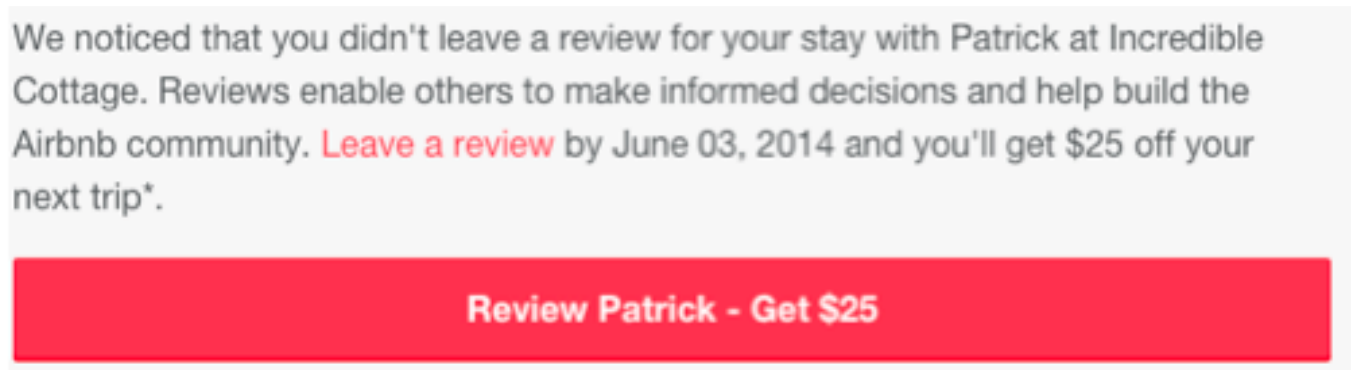 We noticed that you didn't leave a review for your stay with Patrick at Incredible
Cottage. Reviews enable others to make informed decisions and help build the
Airbnb community. Leave a review by June 03, 2014 and you'll get $25 off your
next trip*.
Review Patrick - Get $25